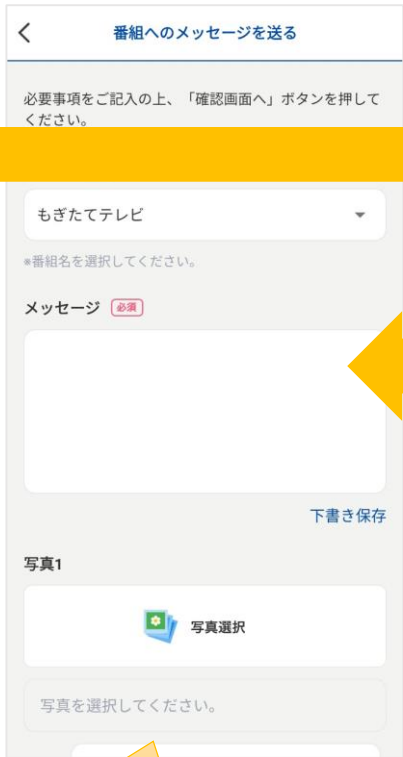 番組へのメッセージを送る
必要事項をご記入の上、「確認画面へ」ボタンを押して
ください。
もぎたてテレビ
*番組名を選択してください。
メッセージ 必須
下書き保存
写真1
写真選択
写真を選択してください。